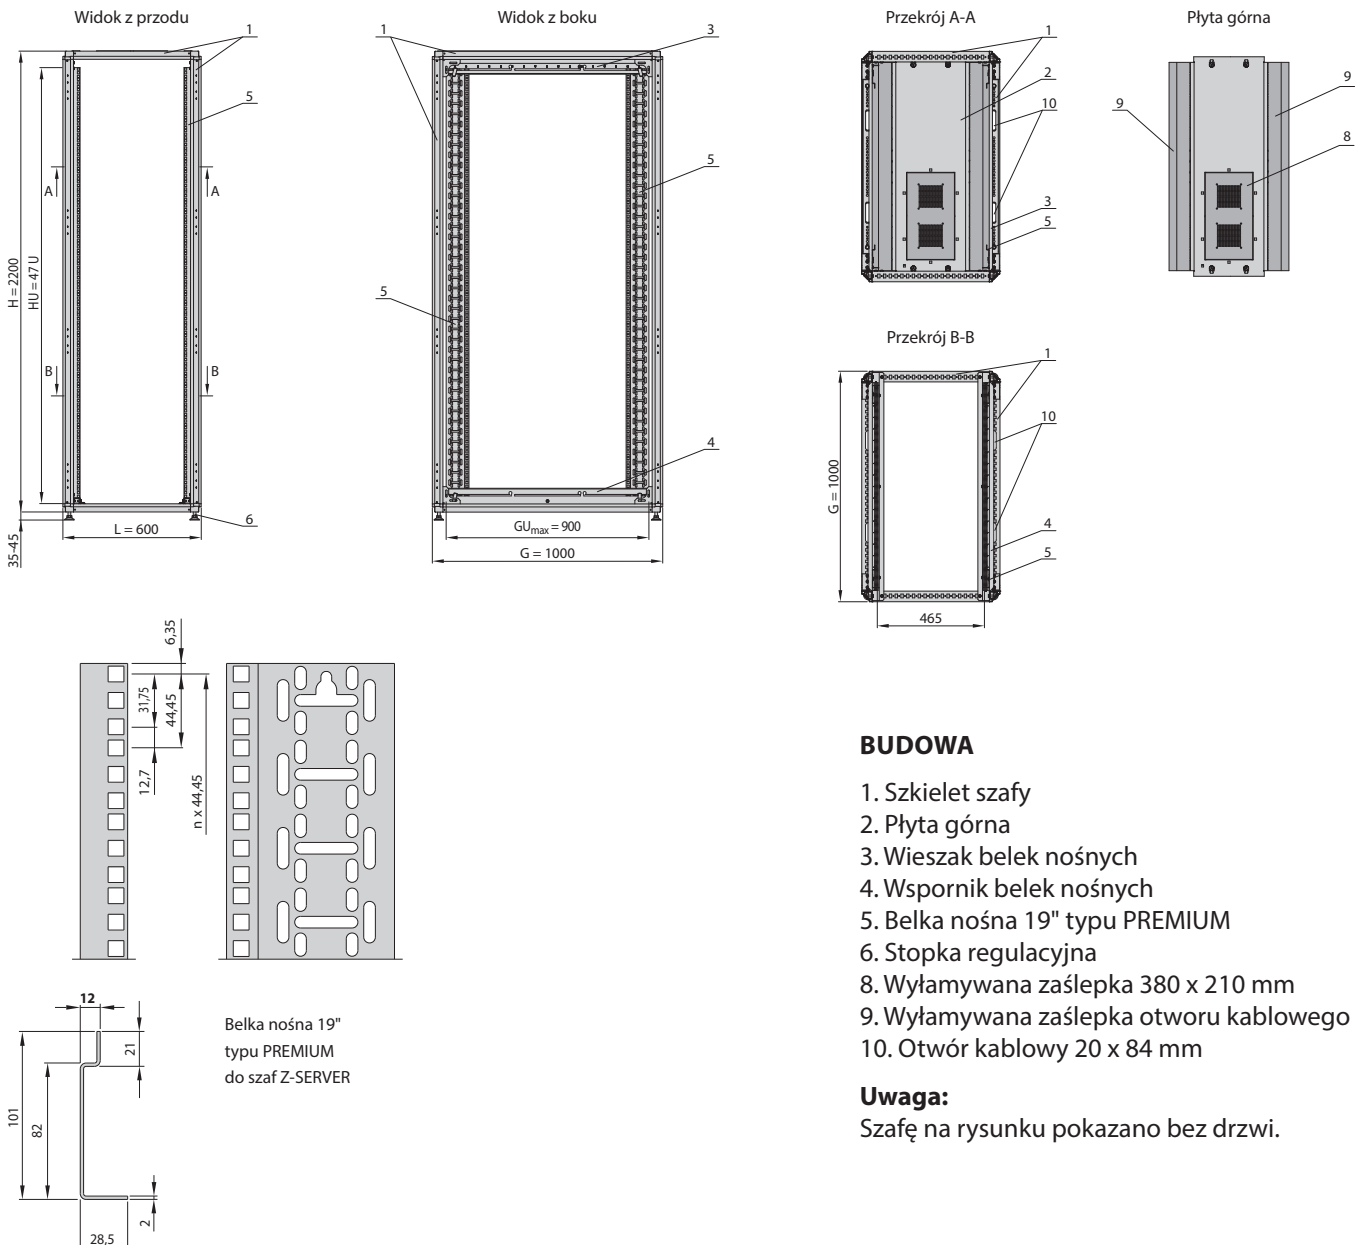 Widok z przodu
1
5
A
A
H = 2200
HU = 47 U
B
B
6
L = 600
35-45
Widok z boku
1
3
5
5
4
GUmax = 900
G = 1000
Przekrój A-A
1
2
10
3
5
Płyta górna
9
9
8
Przekrój B-B
1
10
G = 1000
4
5
465
6,35
31,75
44,45
12,7
n x 44,45
12
21
101
82
2
28,5
Belka nośna 19"
typu PREMIUM
do szaf Z-SERVER
BUDOWA
1. Szkielet szafy
2. Płyta górna
3. Wieszak belek nośnych
4. Wspornik belek nośnych
5. Belka nośna 19" typu PREMIUM
6. Stopka regulacyjna
8. Wyłamywana zaślepka 380 x 210 mm
9. Wyłamywana zaślepka otworu kablowego
10. Otwór kablowy 20 x 84 mm
Uwaga:
Szafę na rysunku pokazano bez drzwi.